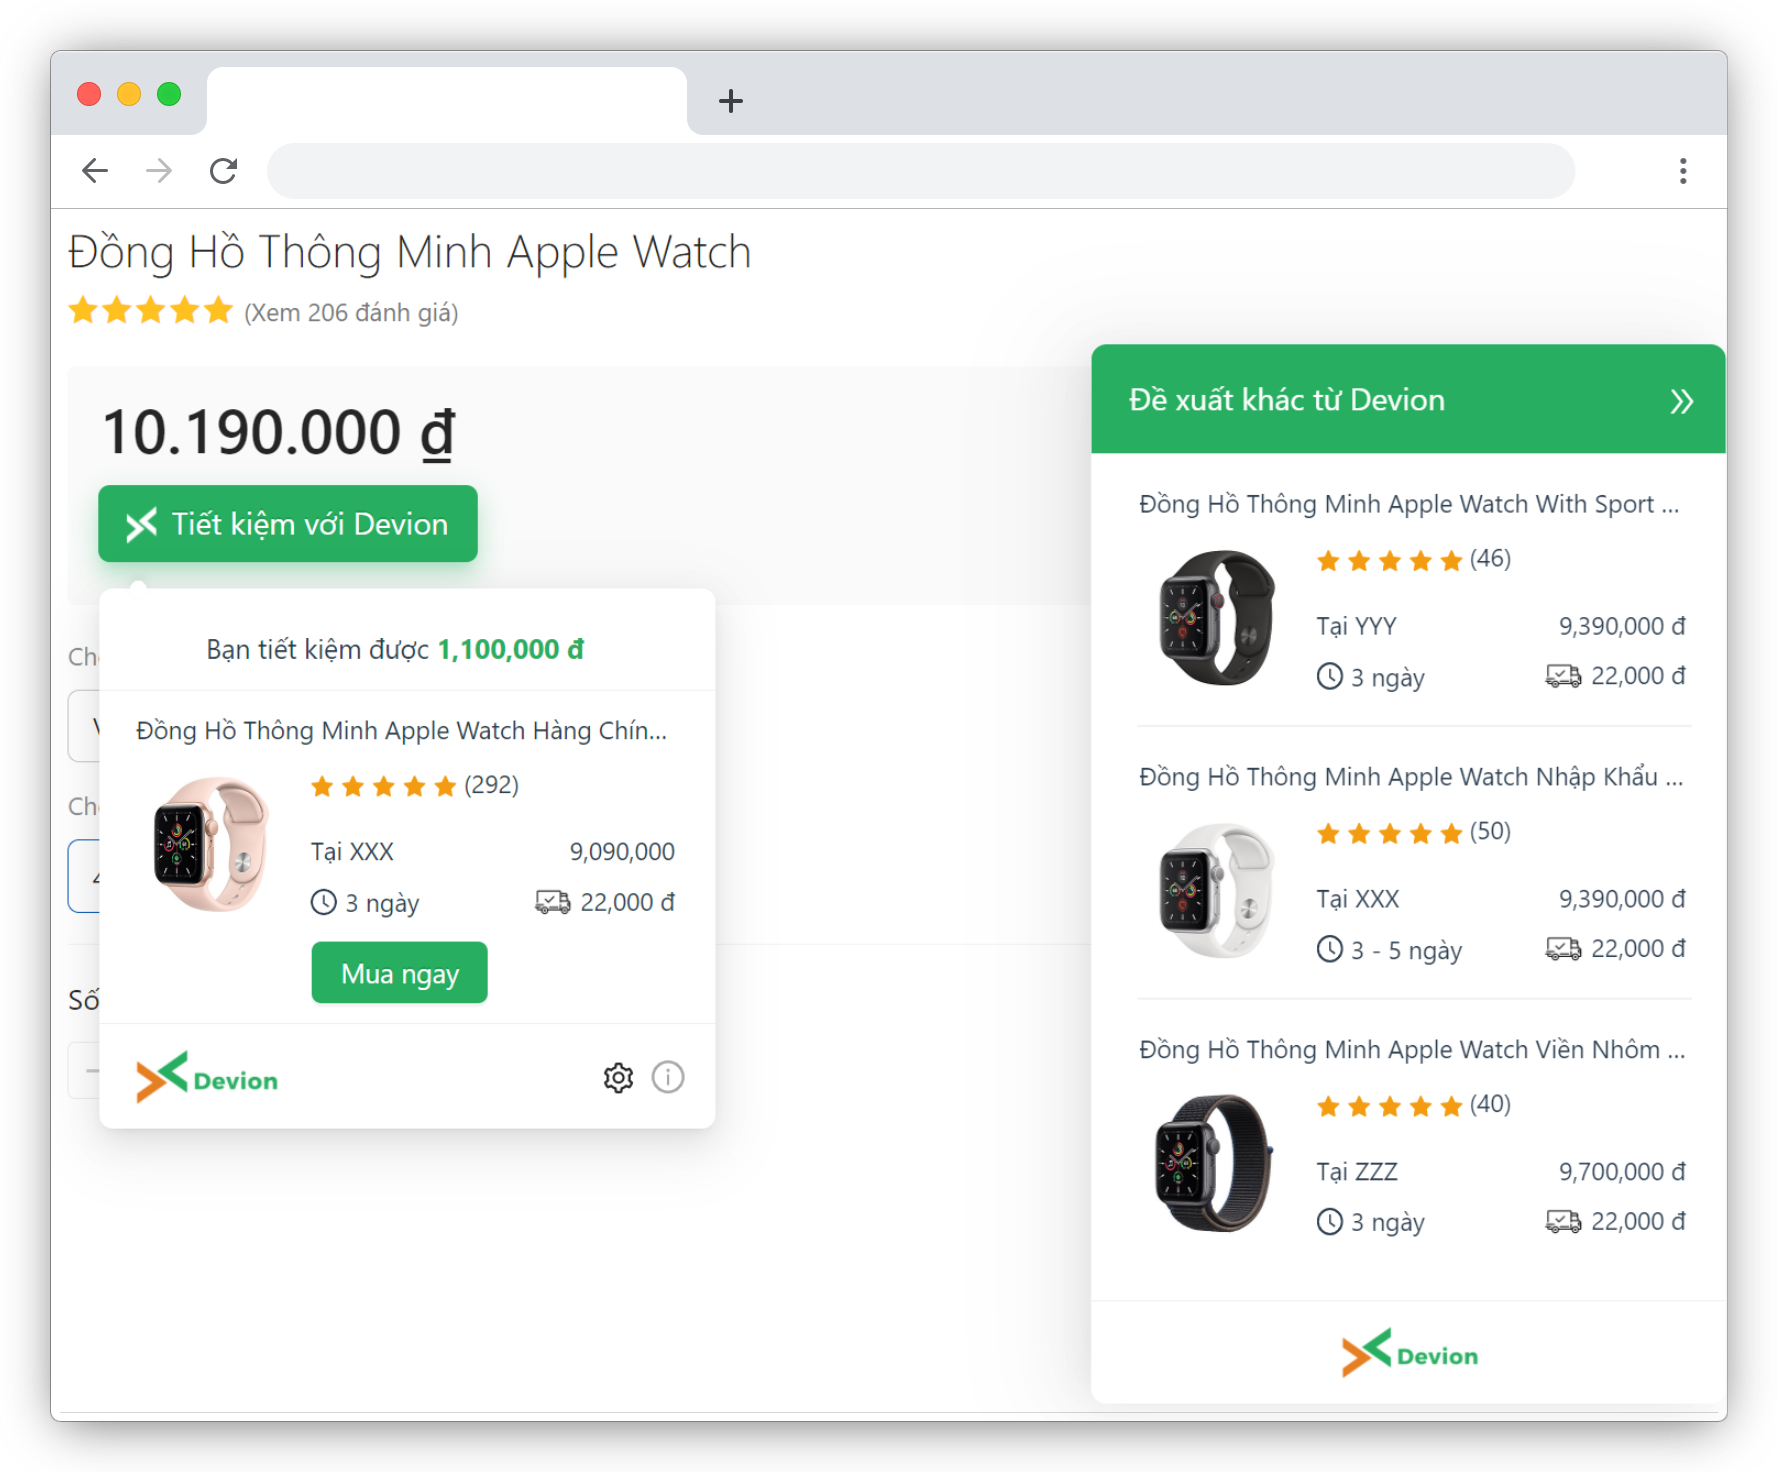 Đồng Hồ Thông Minh Apple Watch
(Xem 206 đánh giá)
10.190.000 ₫
Tiết kiệm với Devion
Bạn tiết kiệm được 1,100,000 đ
Đồng Hồ Thông Minh Apple Watch Hàng Chín...
(292)
Tại XXX 9,090,000
3 ngày 22,000 đ
Mua ngay
Devion
Số
Đề xuất khác từ Devion
Đồng Hồ Thông Minh Apple Watch With Sport ...
(46)
Tại YYY 9,390,000 đ
3 ngày 22,000 đ
Đồng Hồ Thông Minh Apple Watch Nhập Khẩu ...
(50)
Tại XXX 9,390,000 đ
3 - 5 ngày 22,000 đ
Đồng Hồ Thông Minh Apple Watch Viền Nhôm ...
(40)
Tại ZZZ 9,700,000 đ
3 ngày 22,000 đ
Devion